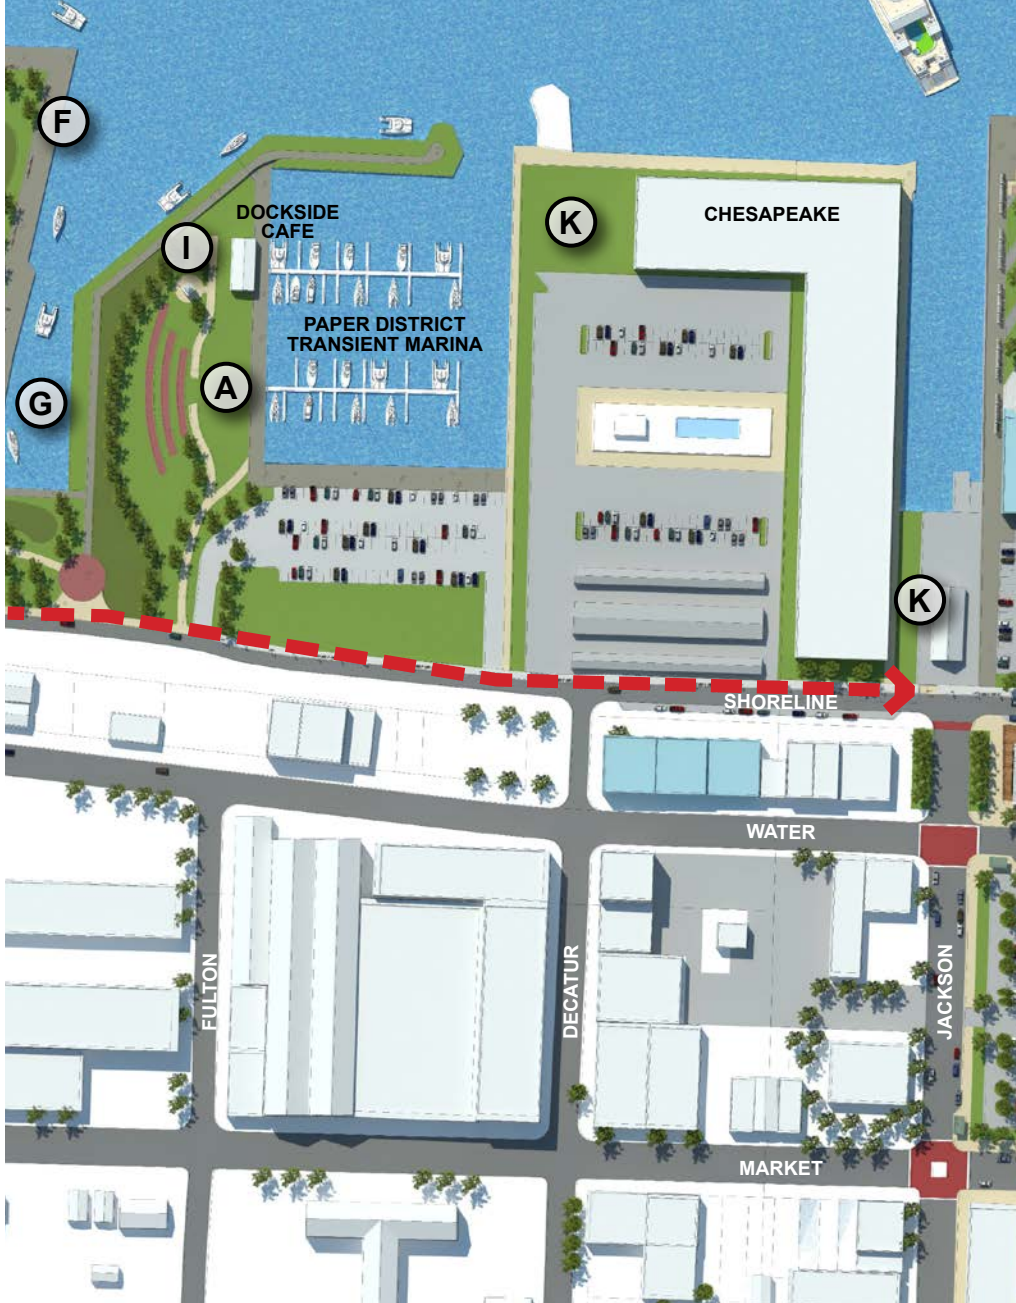 F
DOCKSIDE
CAFE
K
CHESAPEAKE
I
PAPER DISTRICT
TRANSIENT MARINA
A
G
K
SHORELINE
WATER
FULTON
DECATUR
JACKSON
MARKET